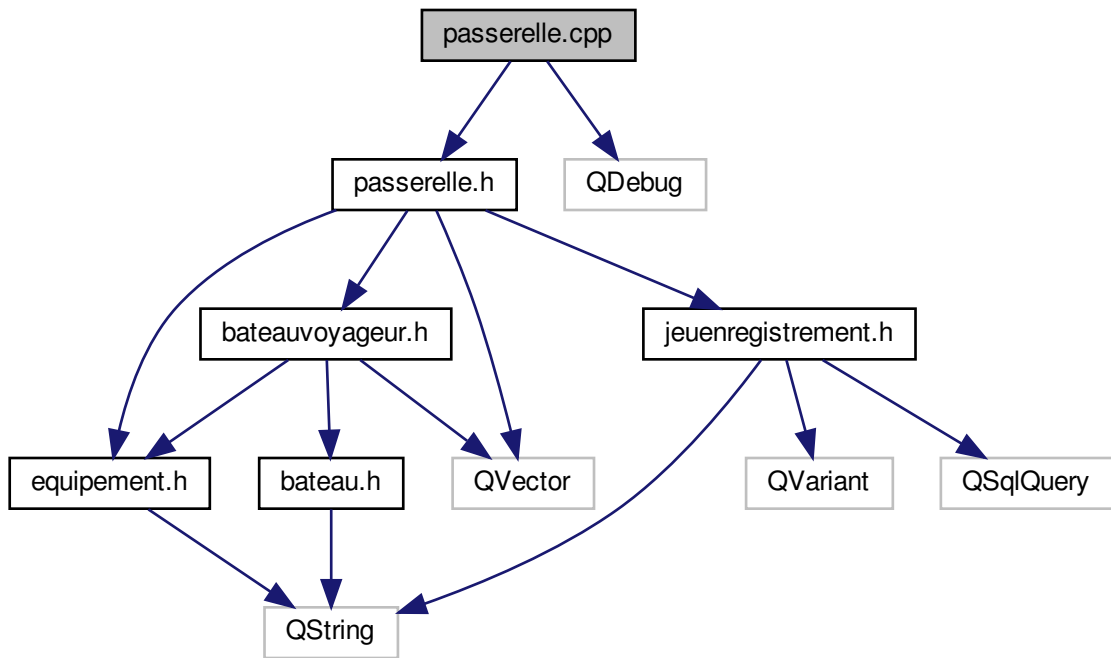 passerelle.cpp
passerelle.h
QDebug
bateauvoyageur.h
jeuenregistrement.h
equipement.h
bateau.h
QVector
QVariant
QSqlQuery
QString